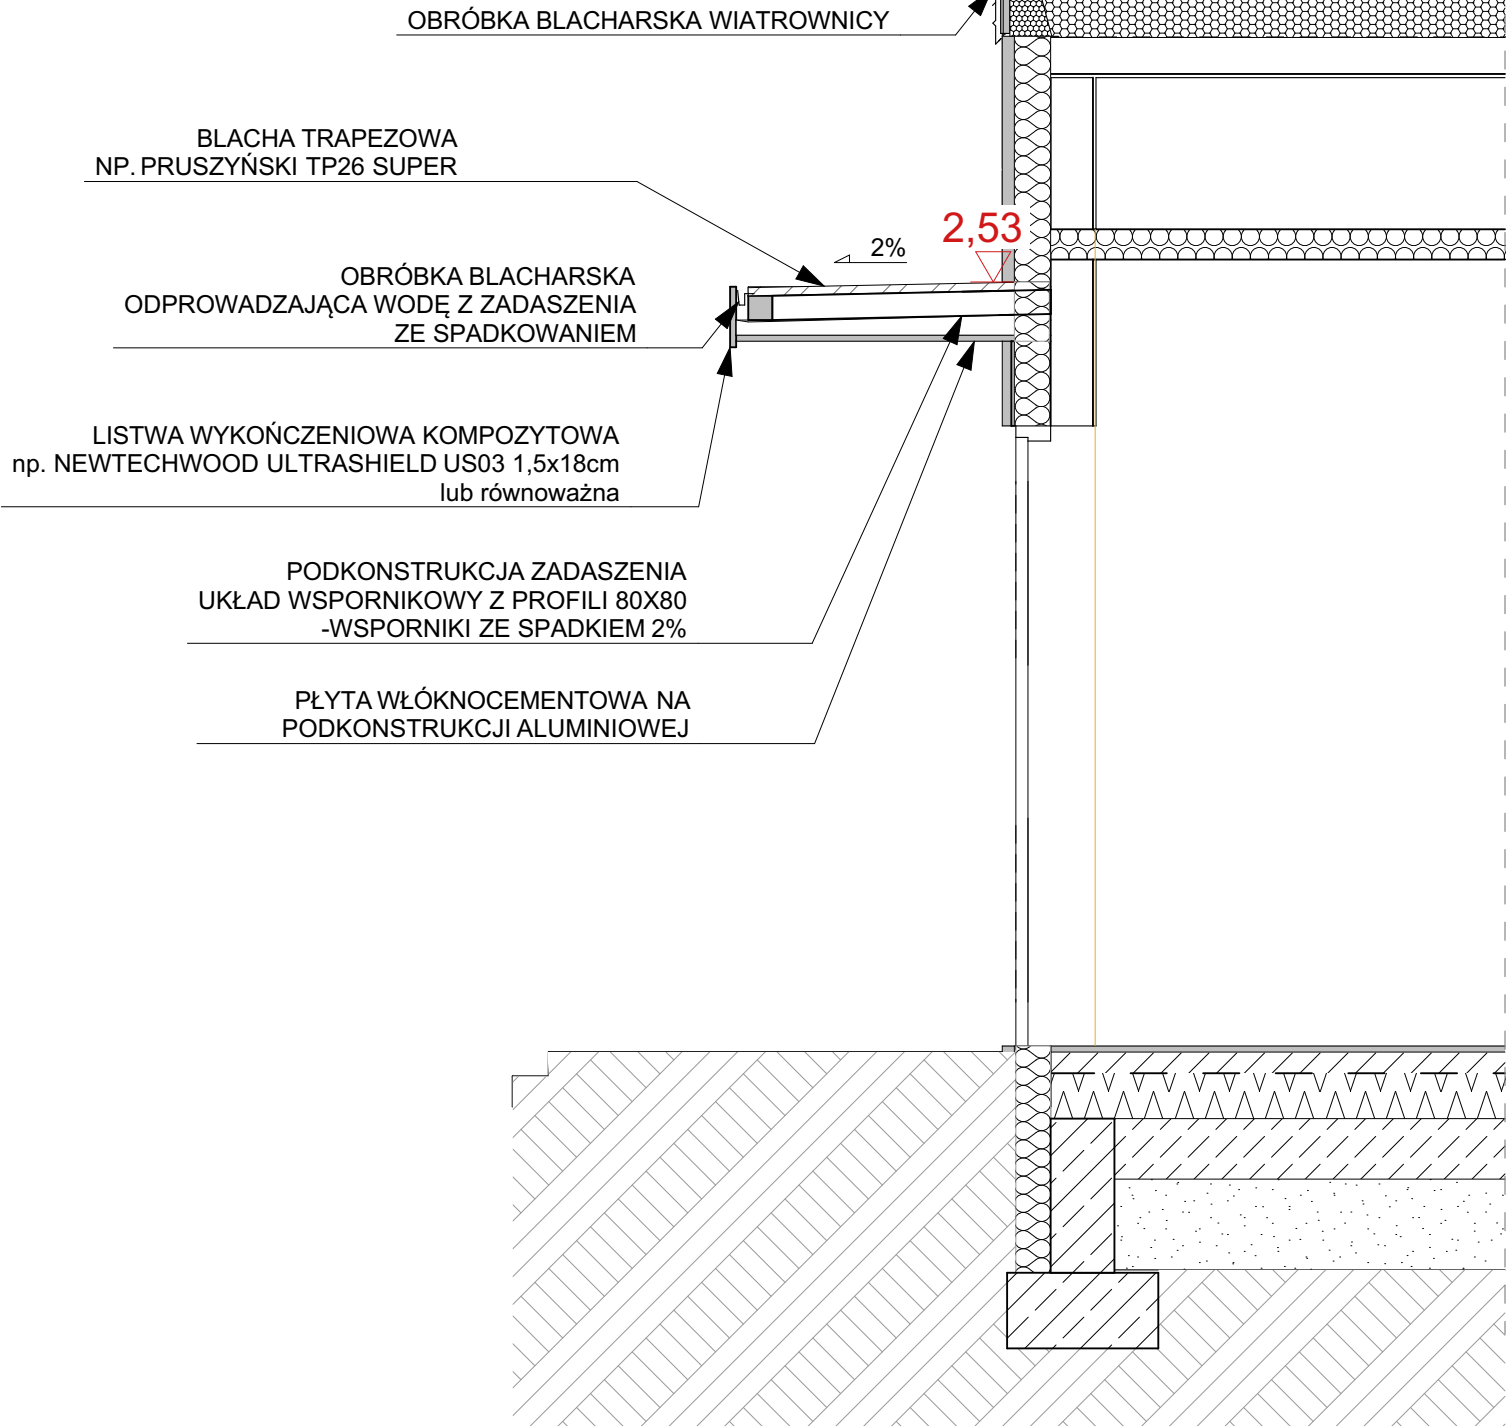 OBRÓBKA BLACHARSKA WIATROWNICY
BLACHA TRAPEZOWA
NP. PRUSZYŃSKI TP26 SUPER
2,53
2%
OBRÓBKA BLACHARSKA
ODPROWADZAJĄCA WODĘ Z ZADASZENIA
ZE SPADKOWANIEM
LISTWA WYKOŃCZENIOWA KOMPOZYTOWA
np. NEWTECHWOOD ULTRASHIELD US03 1,5x18cm
lub równoważna
PODKONSTRUKCJA ZADASZENIA
UKŁAD WSPORNIKOWY Z PROFILI 80X80
-WSPORNIKI ZE SPADKIEM 2%
PŁYTA WŁÓKNOCEMENTOWA NA
PODKONSTRUKCJI ALUMINIOWEJ